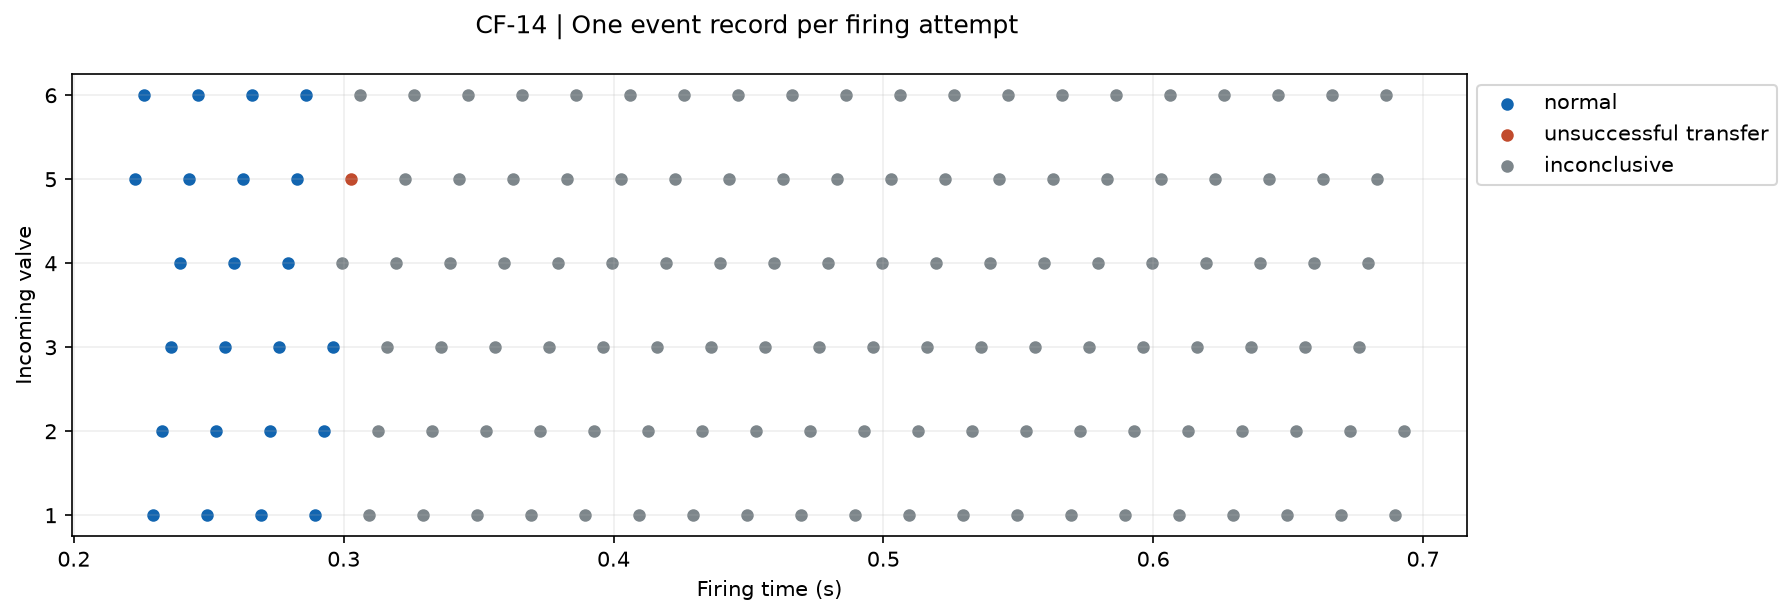 CF-14 | One event record per firing attempt
normal
unsuccessful transfer
inconclusive
Incoming valve
6
5
4
3
2
1
0.2 0.3 0.4 0.5 0.6 0.7
Firing time (s)